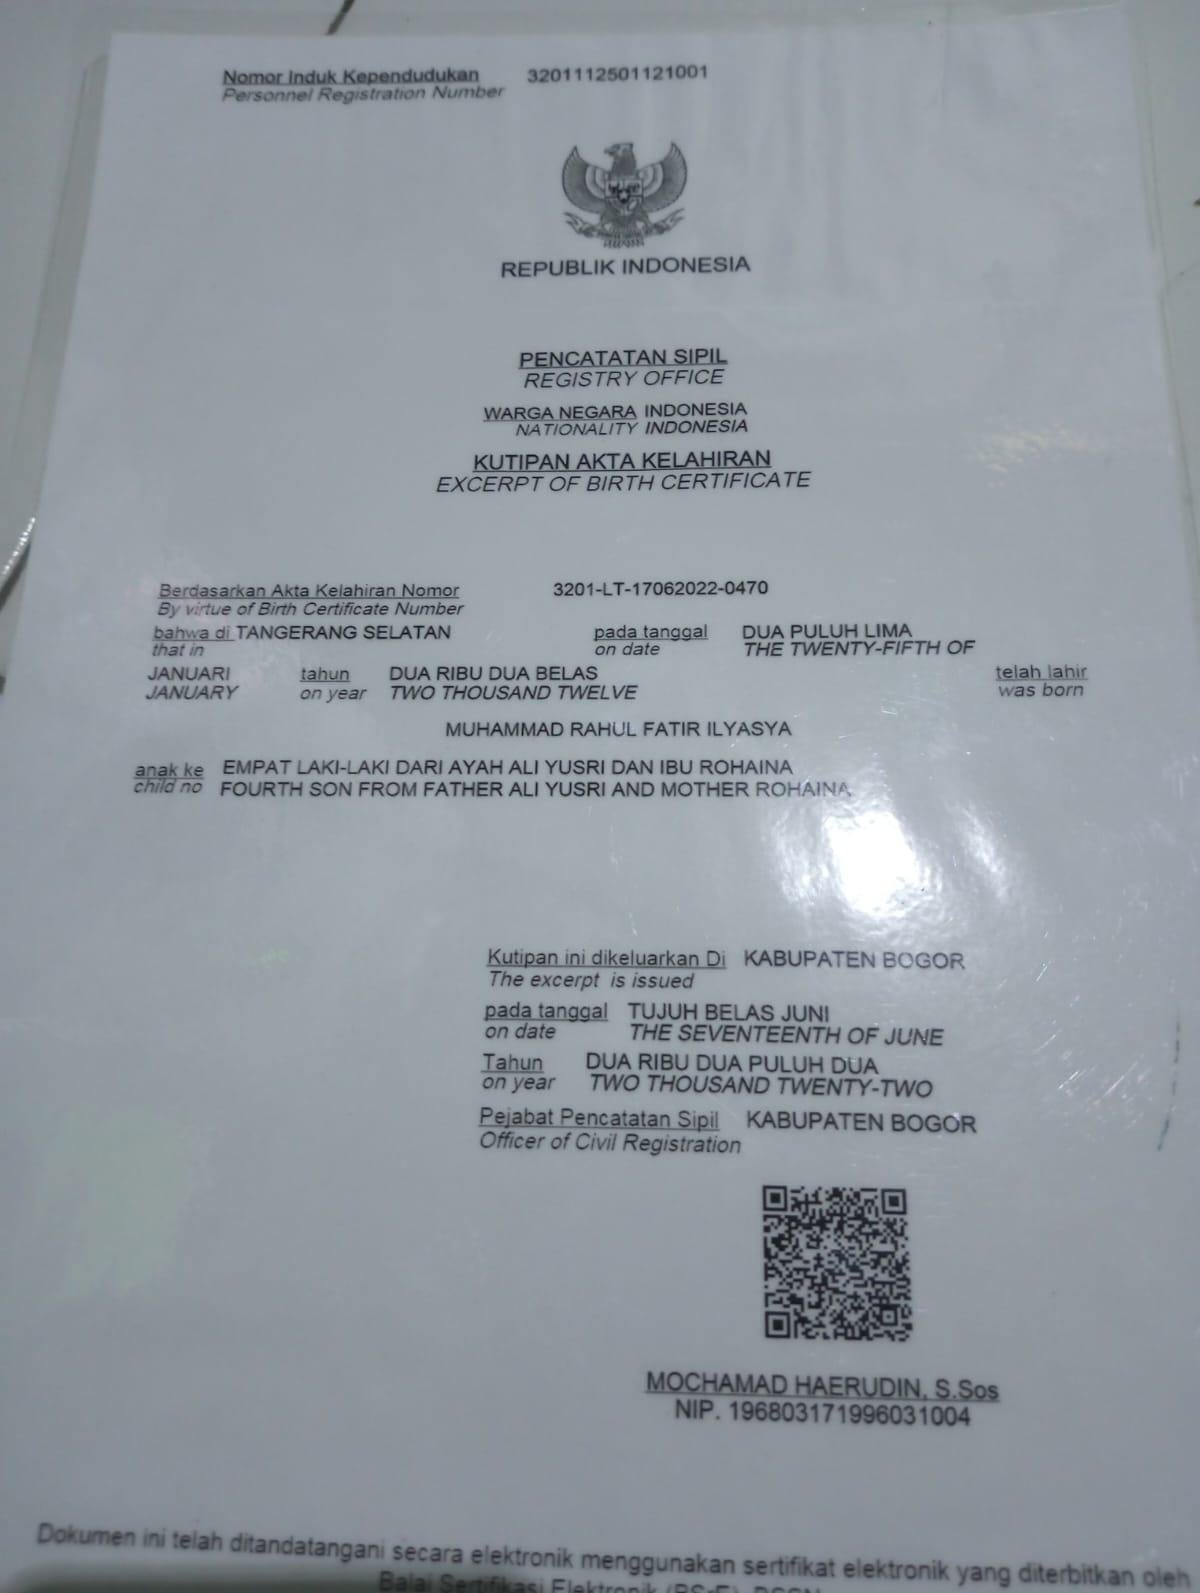 Nomor Induk Kependudukan 3201112501121001
Personnel Registration Number
REPUBLIK INDONESIA
PENCATATAN SIPIL
REGISTRY OFFICE
WARGA NEGARA INDONESIA
NATIONALITY INDONESIA
KUTIPAN AKTA KELAHIRAN
EXCERPT OF BIRTH CERTIFICATE
Berdasarkan Akta Kelahiran Nomor 3201-LT-17062022-0470
By virtue of Birth Certificate Number
bahwa di TANGERANG SELATAN pada tanggal DUA PULUH LIMA
that in on date THE TWENTY-FIFTH OF
JANUARI tahun DUA RIBU DUA BELAS telah lahir
JANUARY on year TWO THOUSAND TWELVE was born
MUHAMMAD RAHUL FATIR ILYASYA
anak ke EMPAT LAKI-LAKI DARI AYAH ALI YUSRI DAN IBU ROHAINA
child no FOURTH SON FROM FATHER ALI YUSRI AND MOTHER ROHAINA
Kutipan ini dikeluarkan Di KABUPATEN BOGOR
The excerpt is issued
pada tanggal TUJUH BELAS JUNI
on date THE SEVENTEENTH OF JUNE
Tahun DUA RIBU DUA PULUH DUA
on year TWO THOUSAND TWENTY-TWO
Pejabat Pencatatan Sipil KABUPATEN BOGOR
Officer of Civil Registration
MOCHAMAD HAERUDIN, S.Sos
NIP. 196803171996031004
Dokumen ini telah ditandatangani secara elektronik menggunakan sertifikat elektronik yang diterbitkan oleh
Balai Sertifikasi Elektronik (BSrE), BSSN